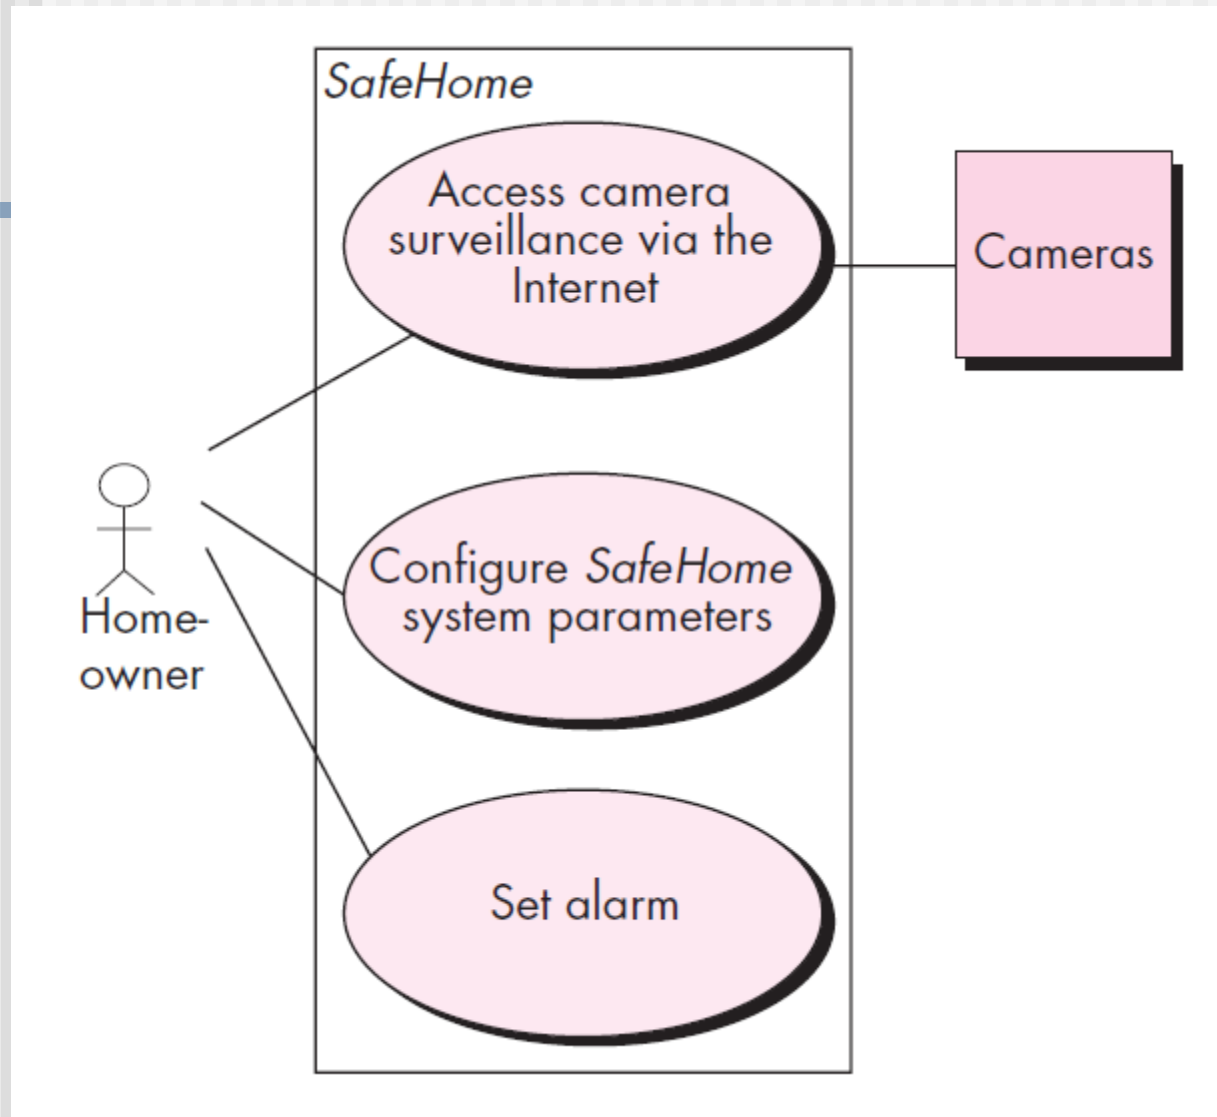 SafeHome
Access camera
surveillance via the
Internet
Cameras
Home-
owner
Configure SafeHome
system parameters
Set alarm